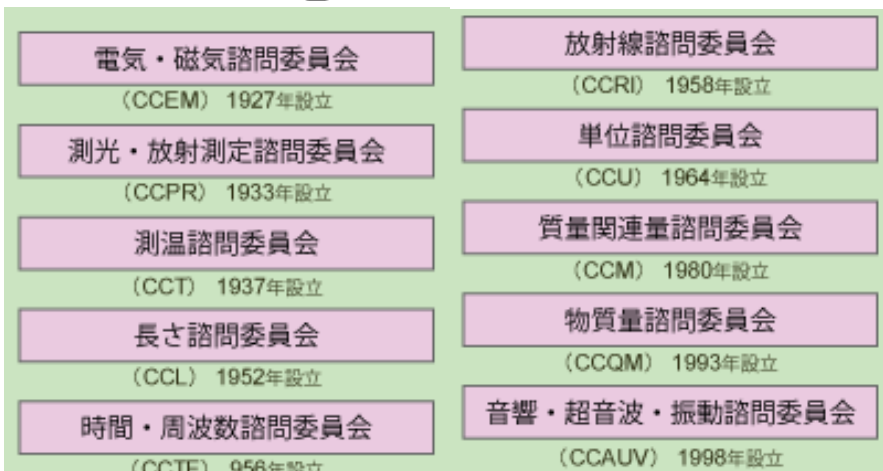 電気・磁気諮問委員会
（CCEM） 1927年設立
測光・放射測定諮問委員会
（CCPR） 1933年設立
測温諮問委員会
（CCT） 1937年設立
長さ諮問委員会
（CCL） 1952年設立
時間・周波数諮問委員会
（CCTF） 956年設立
放射線諮問委員会
（CCRI） 1958年設立
単位諮問委員会
（CCU） 1964年設立
質量関連量諮問委員会
（CCM） 1980年設立
物質量諮問委員会
（CCQM） 1993年設立
音響・超音波・振動諮問委員会
（CCAUV） 1998年設立